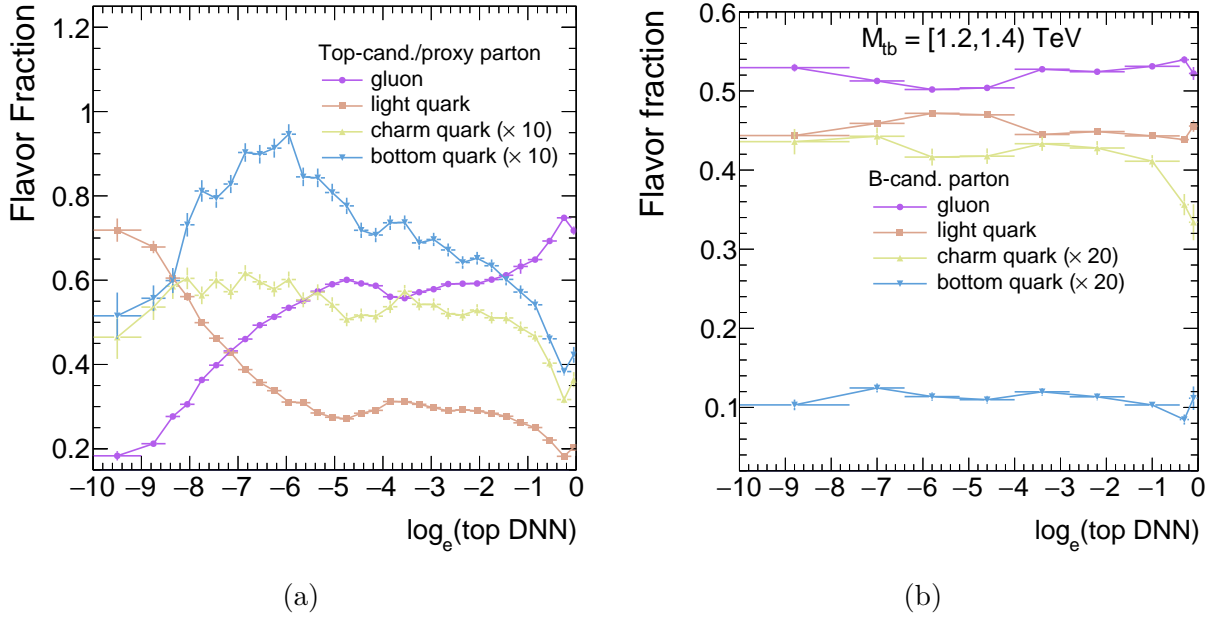 Flavor Fraction
1.2
1
0.8
0.6
0.4
0.2
Top-cand./proxy parton
gluon
light quark
charm quark (× 10)
bottom quark (× 10)
−10 −9 −8 −7 −6 −5 −4 −3 −2 −1 0
log_e(top DNN)
(a)
Flavor fraction
0.6
0.5
0.4
0.3
0.2
0.1
M_tb = [1.2,1.4) TeV
B-cand. parton
gluon
light quark
charm quark (× 20)
bottom quark (× 20)
−10 −9 −8 −7 −6 −5 −4 −3 −2 −1 0
log_e(top DNN)
(b)